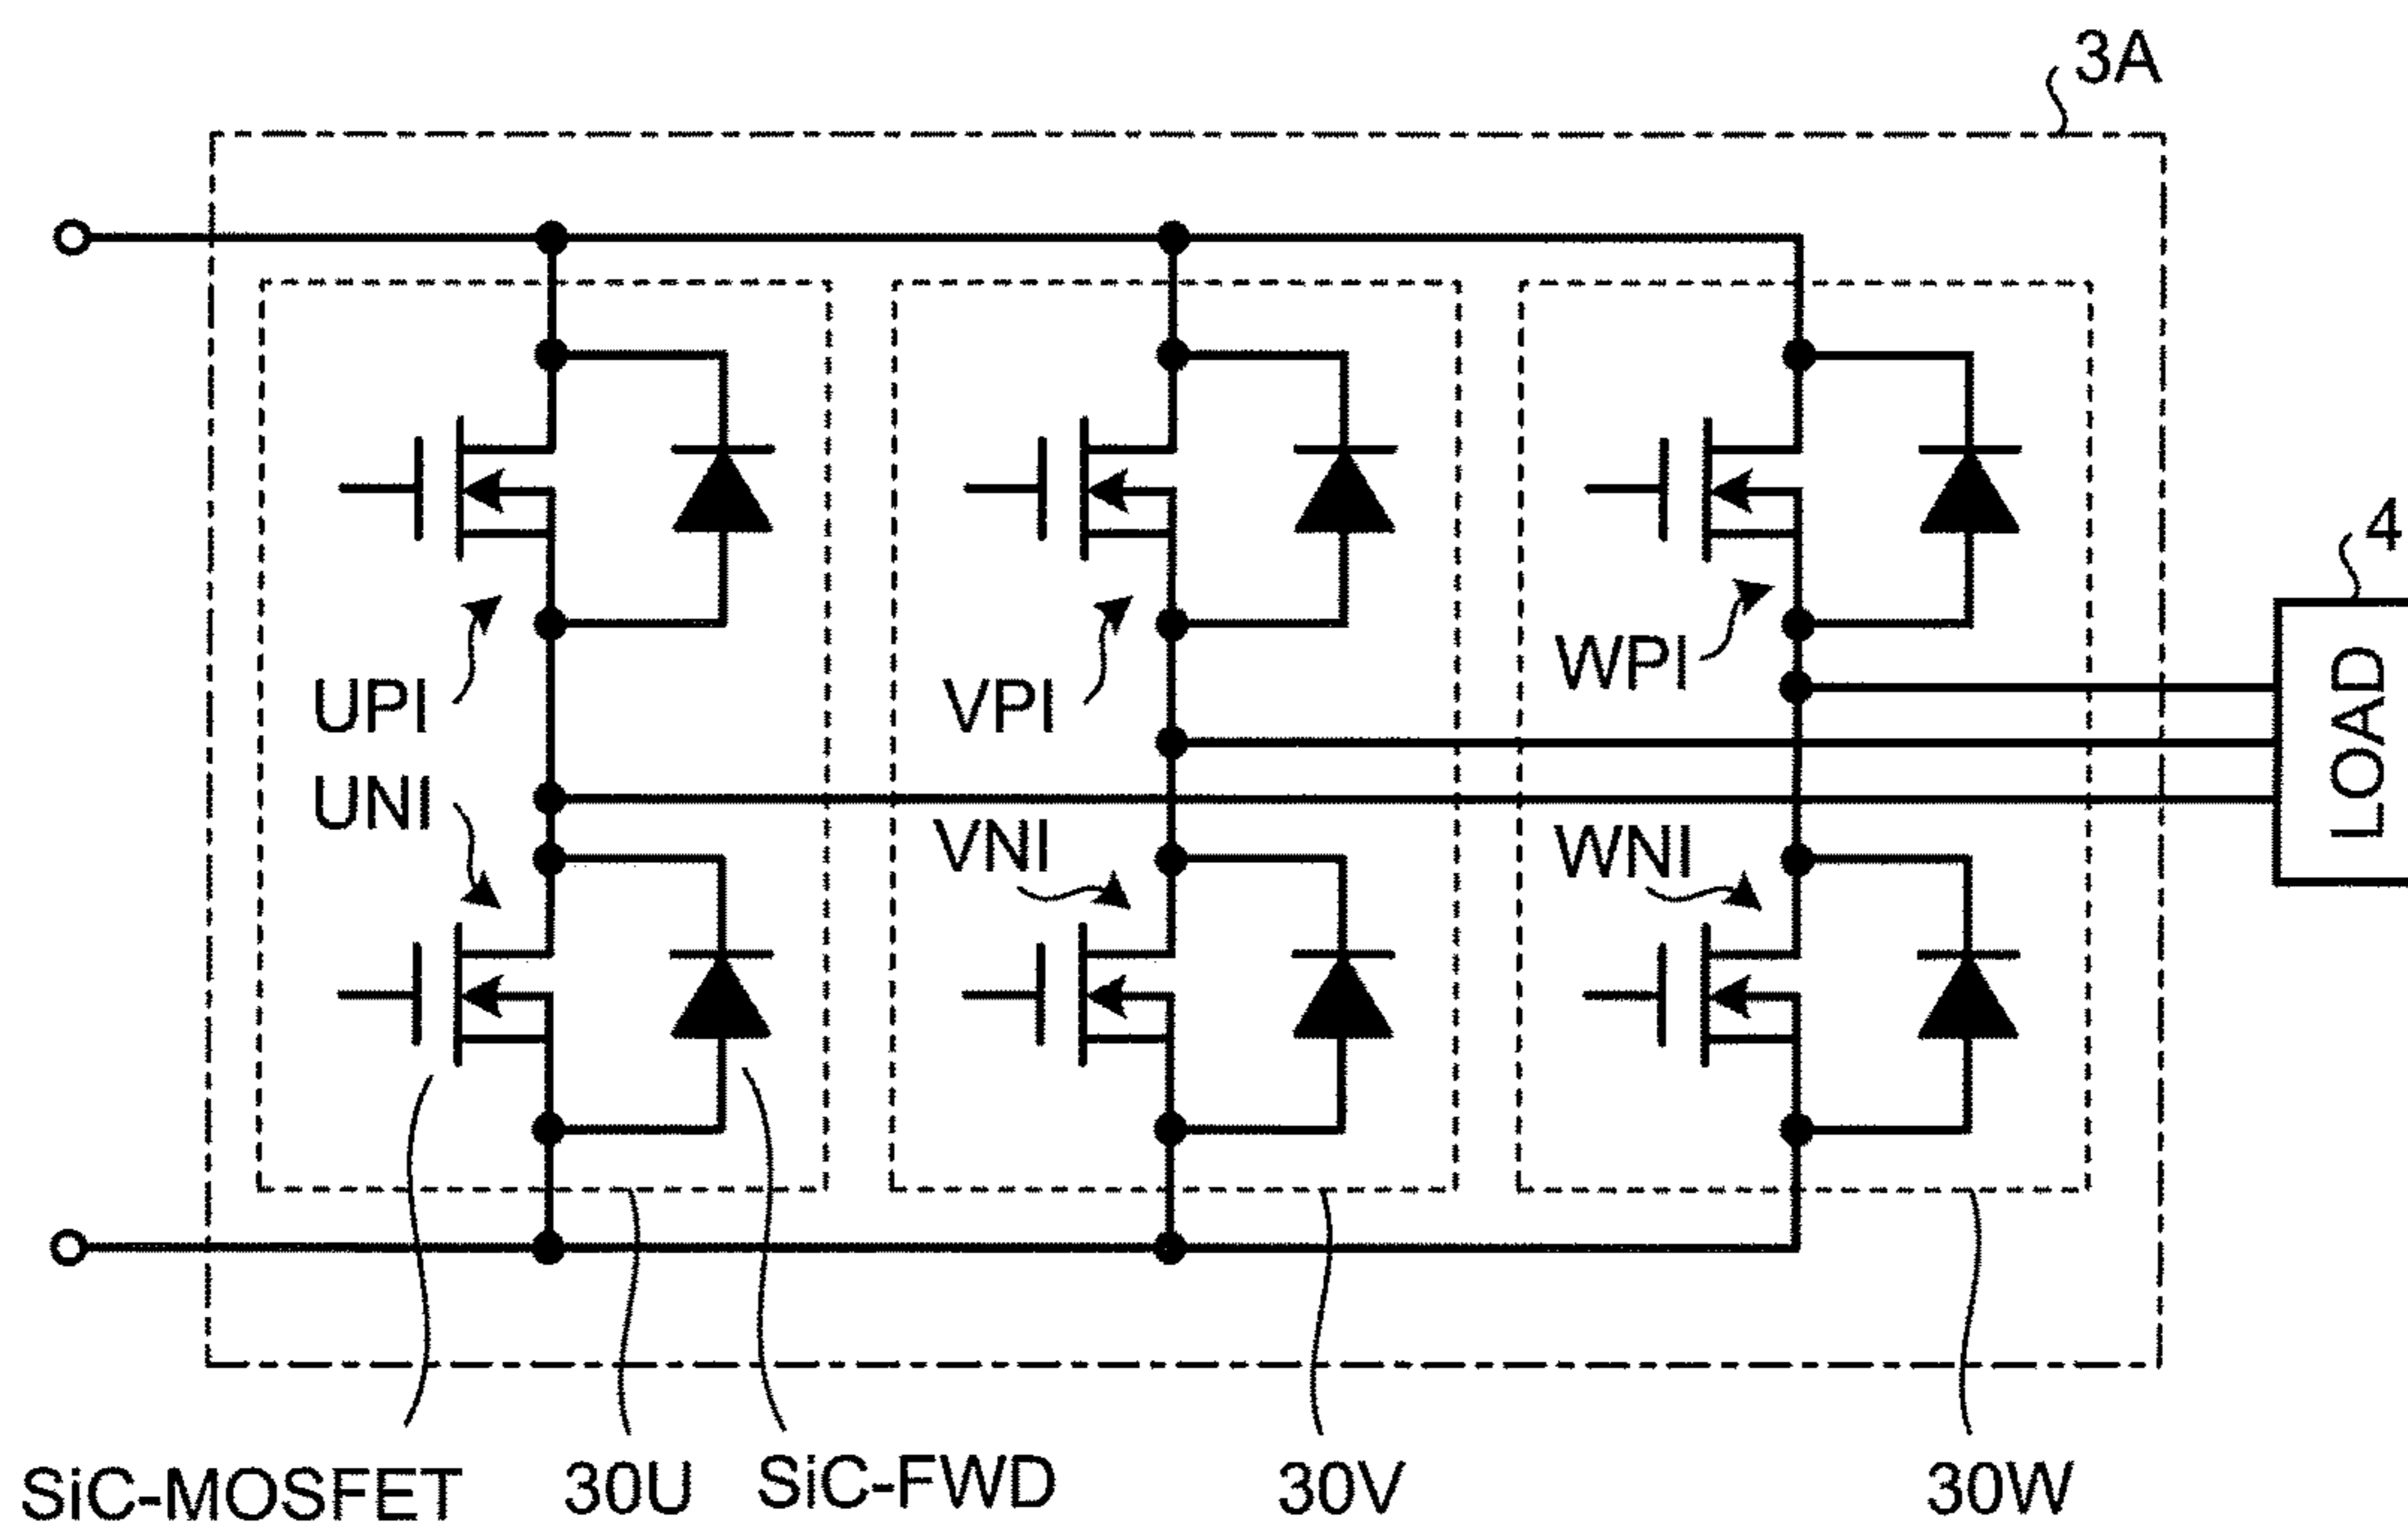 3A
4
LOAD
UPI
VPI
WPI
UNI
VNI
WNI
SiC-MOSFET
30U
SiC-FWD
30V
30W